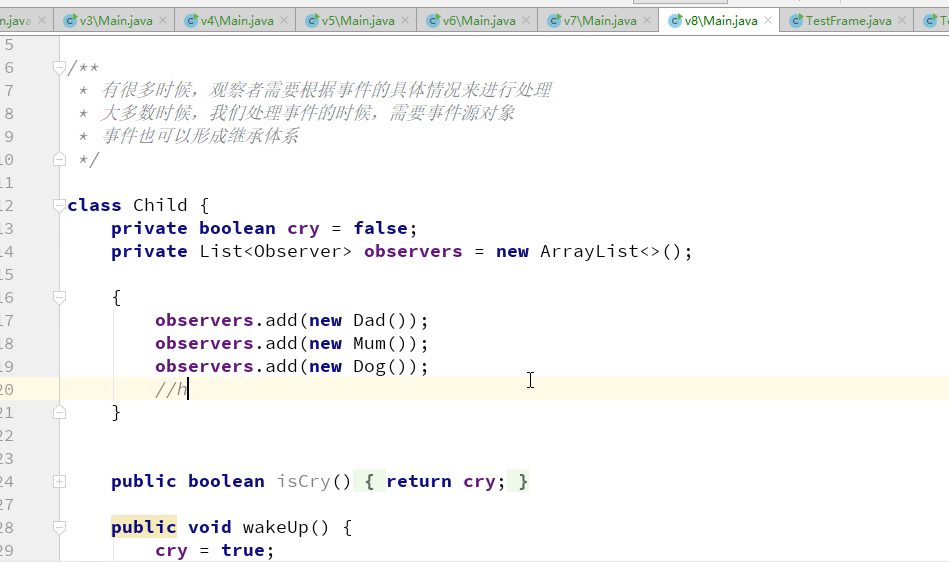 n.java v3\Main.java v4\Main.java v5\Main.java v6\Main.java v7\Main.java v8\Main.java TestFrame.java
5
6 /**
7  * 有很多时候，观察者需要根据事件的具体情况来进行处理
8  * 大多数时候，我们处理事件的时候，需要事件源对象
9  * 事件也可以形成继承体系
10  */
11
12 class Child {
13     private boolean cry = false;
14     private List<Observer> observers = new ArrayList<>();
15
16     {
17         observers.add(new Dad());
18         observers.add(new Mum());
19         observers.add(new Dog());
20         //h
21     }
22
23
24     public boolean isCry() { return cry; }
27
28     public void wakeUp() {
29         cry = true;